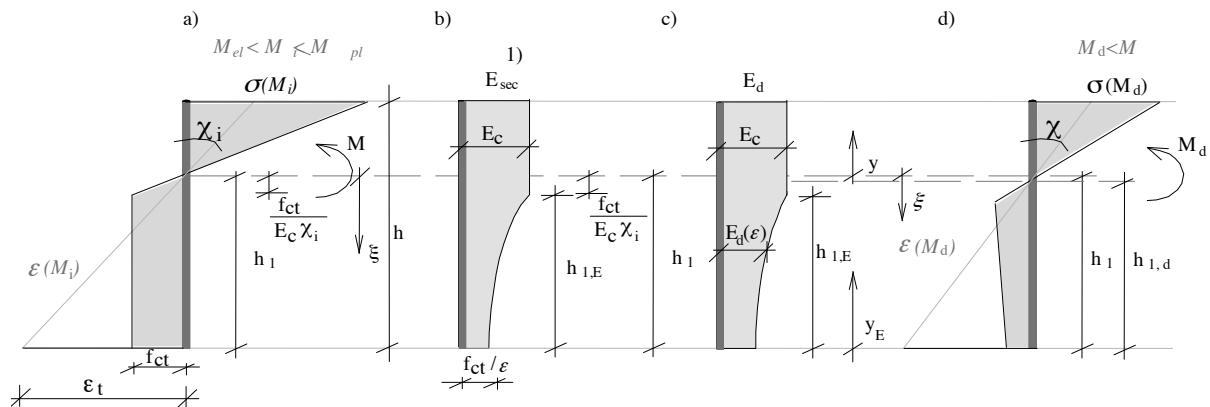 a) b) c) d)
M_el < M_i < M_pl 1) M_d < M
σ(M_i) E_sec E_d σ(M_d)
χ_i M E_c E_c y χ M_d
f_ct f_ct ξ
E_c χ_i h E_c χ_i E_d(ε)
ε(M_i) h_1 ξ h_1,E h_1 h_1,E ε(M_d) h_1 h_1,d
y_E
f_ct f_ct/ε
ε_t